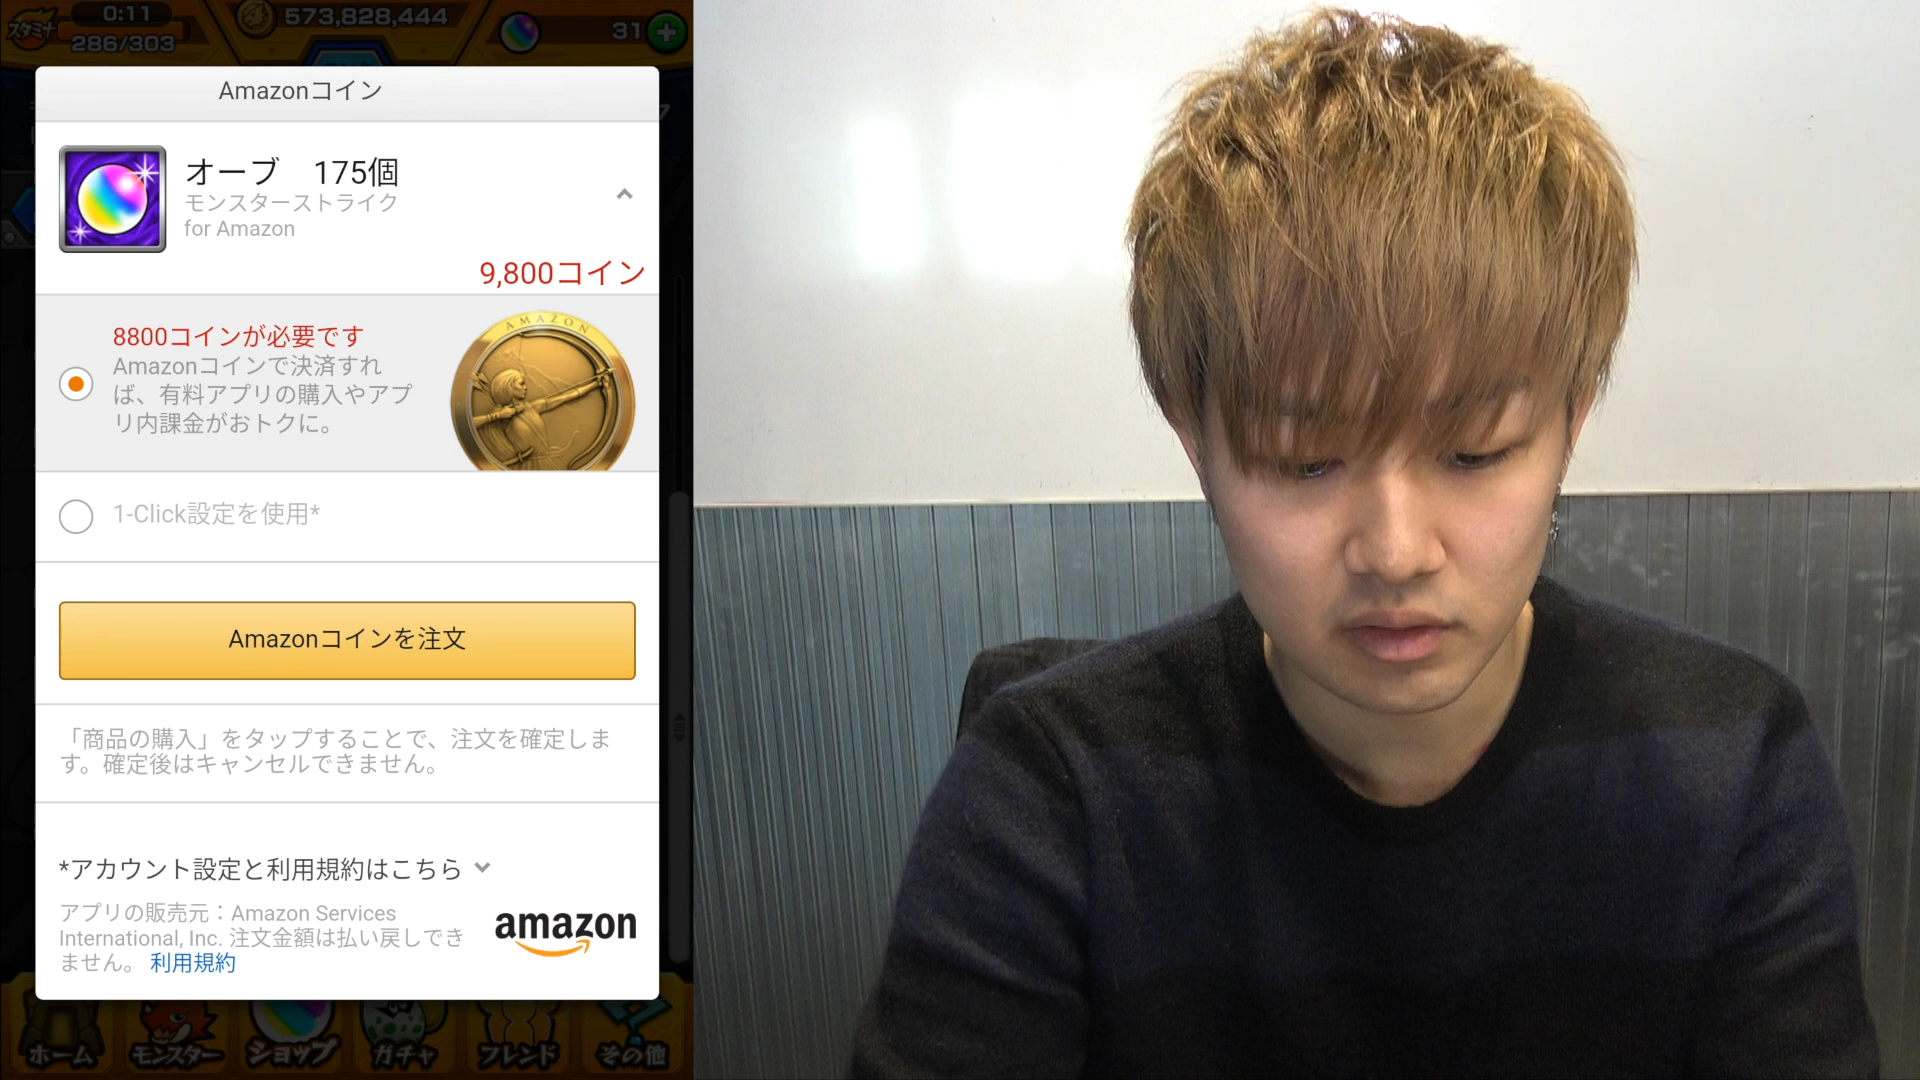 スタミナ
0:11
286/303
573,828,444
31
Amazonコイン
オーブ　175個
モンスターストライク
for Amazon
9,800コイン
8800コインが必要です
Amazonコインで決済すれ
ば、有料アプリの購入やアプ
リ内課金がおトクに。
AMAZON
1-Click設定を使用*
Amazonコインを注文
「商品の購入」をタップすることで、注文を確定しま
す。確定後はキャンセルできません。
*アカウント設定と利用規約はこちら
アプリの販売元：Amazon Services
International, Inc. 注文金額は払い戻しでき
ません。 利用規約
amazon
ホーム
モンスター
ショップ
ガチャ
フレンド
その他